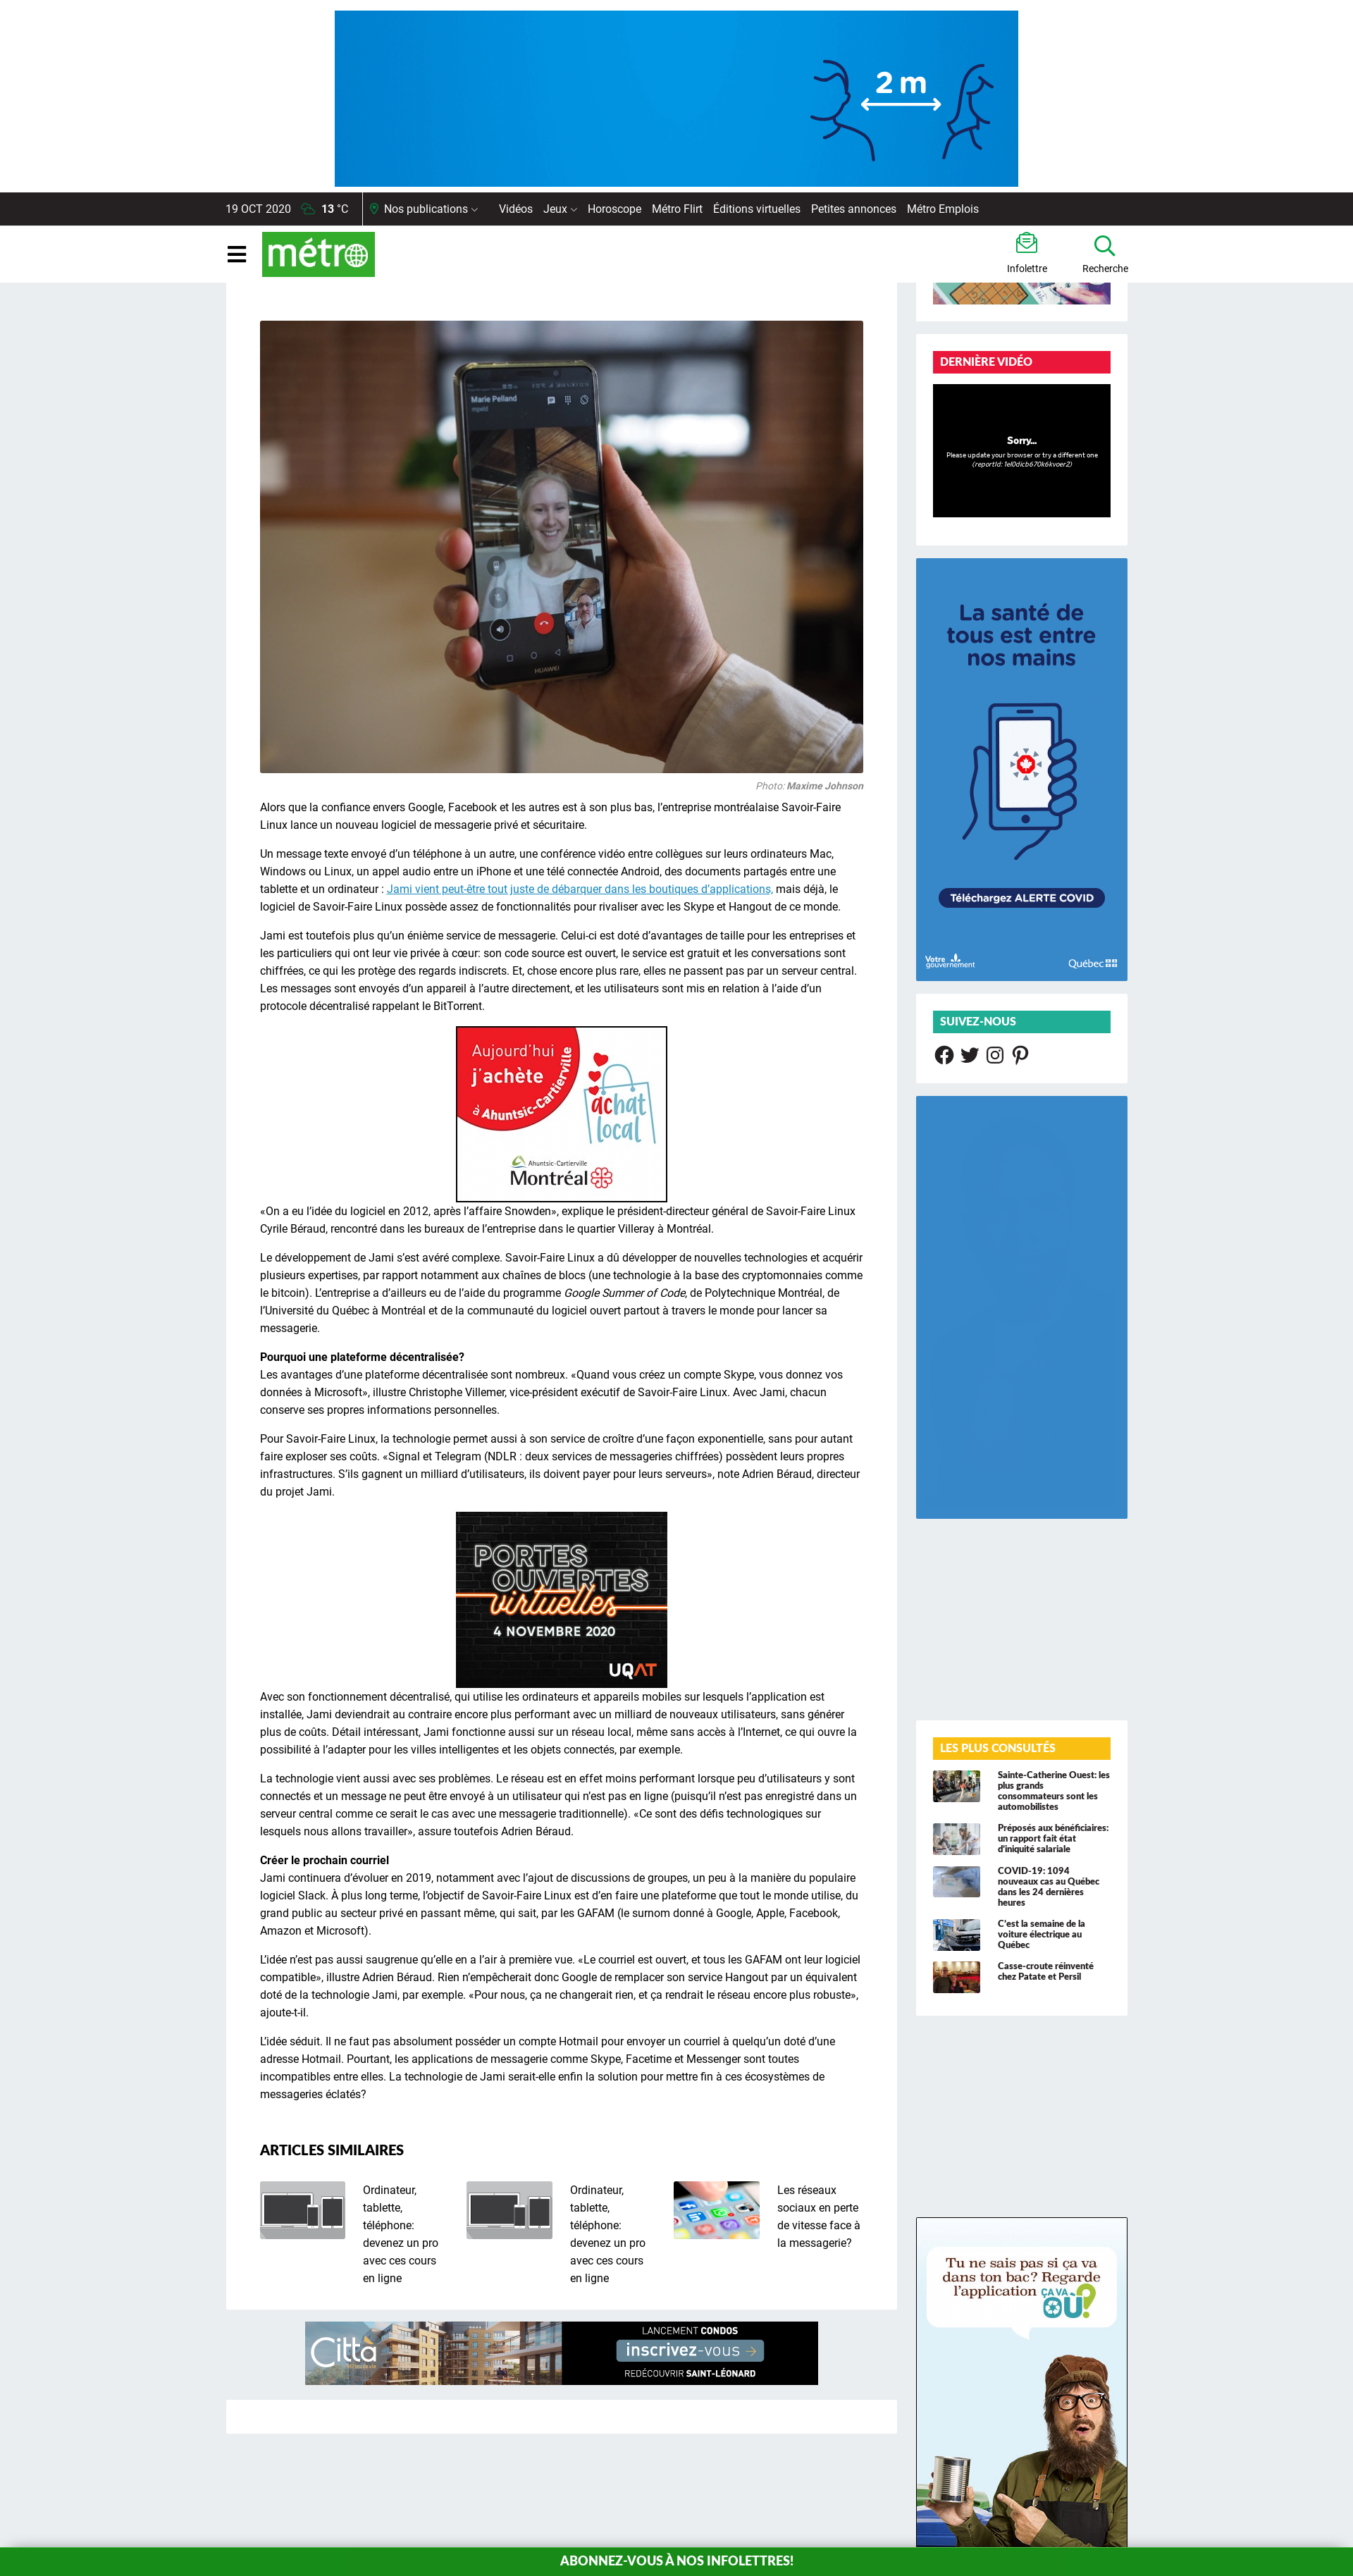 2 m
19 OCT 2020 13 °C Nos publications Vidéos Jeux Horoscope Métro Flirt Éditions virtuelles Petites annonces Métro Emplois
métro
Infolettre
Recherche
Marie Pelland
HUAWEI
Photo: Maxime Johnson
Alors que la confiance envers Google, Facebook et les autres est à son plus bas, l’entreprise montréalaise Savoir-Faire
Linux lance un nouveau logiciel de messagerie privé et sécuritaire.
Un message texte envoyé d’un téléphone à un autre, une conférence vidéo entre collègues sur leurs ordinateurs Mac,
Windows ou Linux, un appel audio entre un iPhone et une télé connectée Android, des documents partagés entre une
tablette et un ordinateur : Jami vient peut-être tout juste de débarquer dans les boutiques d’applications, mais déjà, le
logiciel de Savoir-Faire Linux possède assez de fonctionnalités pour rivaliser avec les Skype et Hangout de ce monde.
Jami est toutefois plus qu’un énième service de messagerie. Celui-ci est doté d’avantages de taille pour les entreprises et
les particuliers qui ont leur vie privée à cœur: son code source est ouvert, le service est gratuit et les conversations sont
chiffrées, ce qui les protège des regards indiscrets. Et, chose encore plus rare, elles ne passent pas par un serveur central.
Les messages sont envoyés d’un appareil à l’autre directement, et les utilisateurs sont mis en relation à l’aide d’un
protocole décentralisé rappelant le BitTorrent.
Aujourd'hui
j'achète
à Ahuntsic-Cartierville
achat
local
Ahuntsic-Cartierville
Montréal
«On a eu l’idée du logiciel en 2012, après l’affaire Snowden», explique le président-directeur général de Savoir-Faire Linux
Cyrile Béraud, rencontré dans les bureaux de l’entreprise dans le quartier Villeray à Montréal.
Le développement de Jami s’est avéré complexe. Savoir-Faire Linux a dû développer de nouvelles technologies et acquérir
plusieurs expertises, par rapport notamment aux chaînes de blocs (une technologie à la base des cryptomonnaies comme
le bitcoin). L’entreprise a d’ailleurs eu de l’aide du programme Google Summer of Code, de Polytechnique Montréal, de
l’Université du Québec à Montréal et de la communauté du logiciel ouvert partout à travers le monde pour lancer sa
messagerie.
Pourquoi une plateforme décentralisée?
Les avantages d’une plateforme décentralisée sont nombreux. «Quand vous créez un compte Skype, vous donnez vos
données à Microsoft», illustre Christophe Villemer, vice-président exécutif de Savoir-Faire Linux. Avec Jami, chacun
conserve ses propres informations personnelles.
Pour Savoir-Faire Linux, la technologie permet aussi à son service de croître d’une façon exponentielle, sans pour autant
faire exploser ses coûts. «Signal et Telegram (NDLR : deux services de messageries chiffrées) possèdent leurs propres
infrastructures. S’ils gagnent un milliard d’utilisateurs, ils doivent payer pour leurs serveurs», note Adrien Béraud, directeur
du projet Jami.
PORTES
OUVERTES
virtuelles
4 NOVEMBRE 2020
UQAT
Avec son fonctionnement décentralisé, qui utilise les ordinateurs et appareils mobiles sur lesquels l’application est
installée, Jami deviendrait au contraire encore plus performant avec un milliard de nouveaux utilisateurs, sans générer
plus de coûts. Détail intéressant, Jami fonctionne aussi sur un réseau local, même sans accès à l’Internet, ce qui ouvre la
possibilité à l’adapter pour les villes intelligentes et les objets connectés, par exemple.
La technologie vient aussi avec ses problèmes. Le réseau est en effet moins performant lorsque peu d’utilisateurs y sont
connectés et un message ne peut être envoyé à un utilisateur qui n’est pas en ligne (puisqu’il n’est pas enregistré dans un
serveur central comme ce serait le cas avec une messagerie traditionnelle). «Ce sont des défis technologiques sur
lesquels nous allons travailler», assure toutefois Adrien Béraud.
Créer le prochain courriel
Jami continuera d’évoluer en 2019, notamment avec l’ajout de discussions de groupes, un peu à la manière du populaire
logiciel Slack. À plus long terme, l’objectif de Savoir-Faire Linux est d’en faire une plateforme que tout le monde utilise, du
grand public au secteur privé en passant même, qui sait, par les GAFAM (le surnom donné à Google, Apple, Facebook,
Amazon et Microsoft).
L’idée n’est pas aussi saugrenue qu’elle en a l’air à première vue. «Le courriel est ouvert, et tous les GAFAM ont leur logiciel
compatible», illustre Adrien Béraud. Rien n’empêcherait donc Google de remplacer son service Hangout par un équivalent
doté de la technologie Jami, par exemple. «Pour nous, ça ne changerait rien, et ça rendrait le réseau encore plus robuste»,
ajoute-t-il.
L’idée séduit. Il ne faut pas absolument posséder un compte Hotmail pour envoyer un courriel à quelqu’un doté d’une
adresse Hotmail. Pourtant, les applications de messagerie comme Skype, Facetime et Messenger sont toutes
incompatibles entre elles. La technologie de Jami serait-elle enfin la solution pour mettre fin à ces écosystèmes de
messageries éclatés?
ARTICLES SIMILAIRES
Ordinateur,
tablette,
téléphone:
devenez un pro
avec ces cours
en ligne
Ordinateur,
tablette,
téléphone:
devenez un pro
avec ces cours
en ligne
Les réseaux
sociaux en perte
de vitesse face à
la messagerie?
Città
LANCEMENT CONDOS
inscrivez-vous →
REDÉCOUVRIR SAINT-LÉONARD
DERNIÈRE VIDÉO
Sorry...
Please update your browser or try a different one
(reportId: 1el0dicb670k6kvoer2)
La santé de
tous est entre
nos mains
Téléchargez ALERTE COVID
Votre
gouvernement
Québec
SUIVEZ-NOUS
LES PLUS CONSULTÉS
Sainte-Catherine Ouest: les
plus grands
consommateurs sont les
automobilistes
Préposés aux bénéficiaires:
un rapport fait état
d’iniquité salariale
COVID-19: 1094
nouveaux cas au Québec
dans les 24 dernières
heures
C’est la semaine de la
voiture électrique au
Québec
Casse-croute réinventé
chez Patate et Persil
Tu ne sais pas si ça va
dans ton bac? Regarde
l’application ÇA VA
OÙ?
ABONNEZ-VOUS À NOS INFOLETTRES!